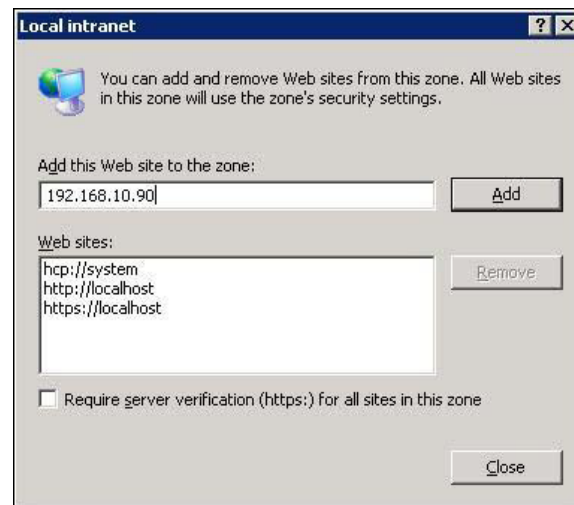 Local intranet
You can add and remove Web sites from this zone. All Web sites
in this zone will use the zone's security settings.
Add this Web site to the zone:
192.168.10.90
Add
Web sites:
hcp://system
http://localhost
https://localhost
Remove
Require server verification (https:) for all sites in this zone
Close